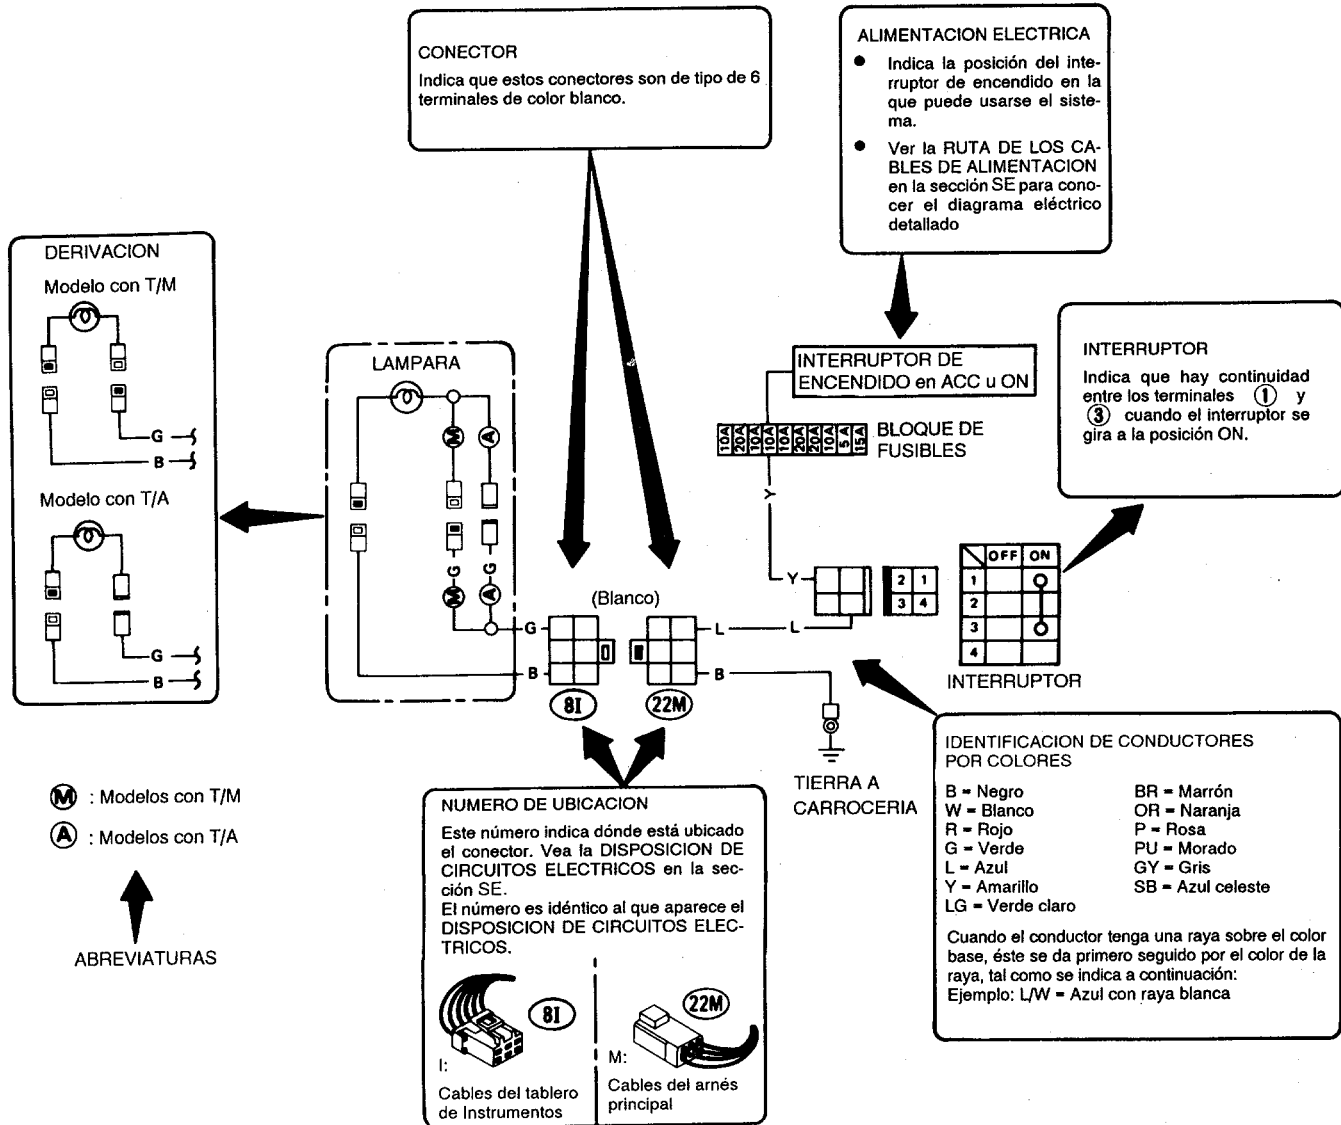 CONECTOR
Indica que estos conectores son de tipo de 6
terminales de color blanco.
ALIMENTACION ELECTRICA
● Indica la posición del inte-
rruptor de encendido en la
que puede usarse el siste-
ma.
● Ver la RUTA DE LOS CA-
BLES DE ALIMENTACION
en la sección SE para cono-
cer el diagrama eléctrico
detallado
DERIVACION
Modelo con T/M
G
B
Modelo con T/A
G
B
LAMPARA
M
A
G
G
M
A
G
B
(Blanco)
8I
22M
L
L
B
Y
Y
INTERRUPTOR DE
ENCENDIDO en ACC u ON
10A 20A 10A 10A 10A 20A 20A 10A 5A 15A
BLOQUE DE
FUSIBLES
INTERRUPTOR
Indica que hay continuidad
entre los terminales ① y
③ cuando el interruptor se
gira a la posición ON.
2 1
3 4
OFF ON
1
2
3
4
INTERRUPTOR
TIERRA A
CARROCERIA
M : Modelos con T/M
A : Modelos con T/A
ABREVIATURAS
NUMERO DE UBICACION
Este número indica dónde está ubicado
el conector. Vea la DISPOSICION DE
CIRCUITOS ELECTRICOS en la sec-
ción SE.
El número es idéntico al que aparece el
DISPOSICION DE CIRCUITOS ELEC-
TRICOS.
8I
I:
Cables del tablero
de Instrumentos
22M
M:
Cables del arnés
principal
IDENTIFICACION DE CONDUCTORES
POR COLORES
B = Negro
W = Blanco
R = Rojo
G = Verde
L = Azul
Y = Amarillo
LG = Verde claro
BR = Marrón
OR = Naranja
P = Rosa
PU = Morado
GY = Gris
SB = Azul celeste
Cuando el conductor tenga una raya sobre el color
base, éste se da primero seguido por el color de la
raya, tal como se indica a continuación:
Ejemplo: L/W = Azul con raya blanca